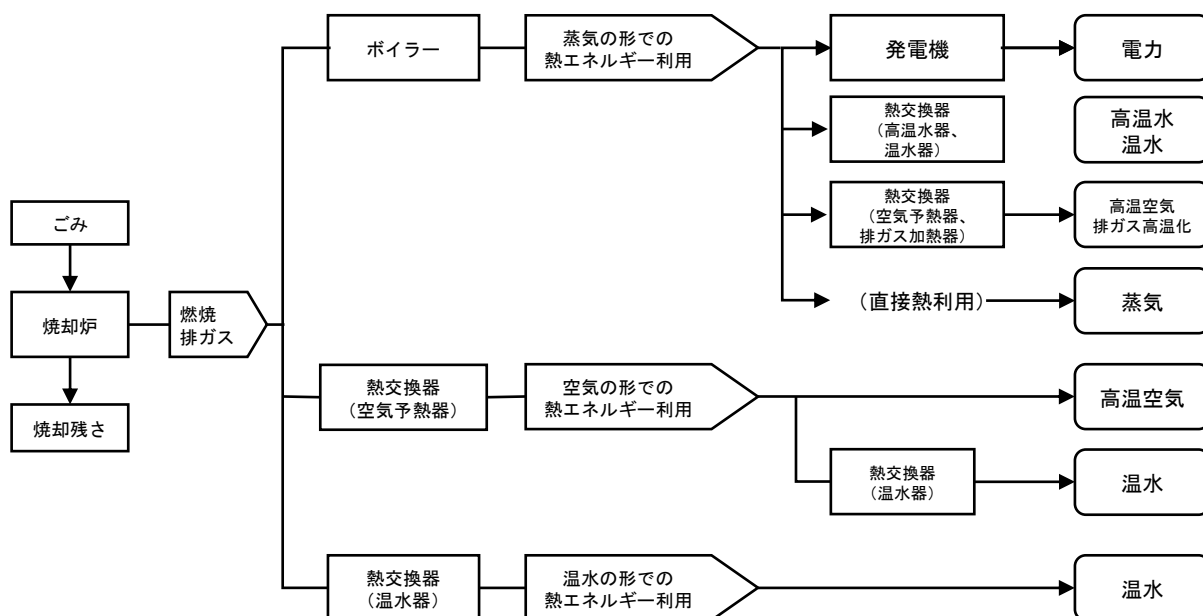 ごみ
焼却炉
焼却残さ
燃焼
排ガス
ボイラー
蒸気の形での
熱エネルギー利用
発電機
電力
熱交換器
（高温水器、
温水器）
高温水
温水
熱交換器
（空気予熱器、
排ガス加熱器）
高温空気
排ガス高温化
（直接熱利用）
蒸気
熱交換器
（空気予熱器）
空気の形での
熱エネルギー利用
高温空気
熱交換器
（温水器）
温水
熱交換器
（温水器）
温水の形での
熱エネルギー利用
温水